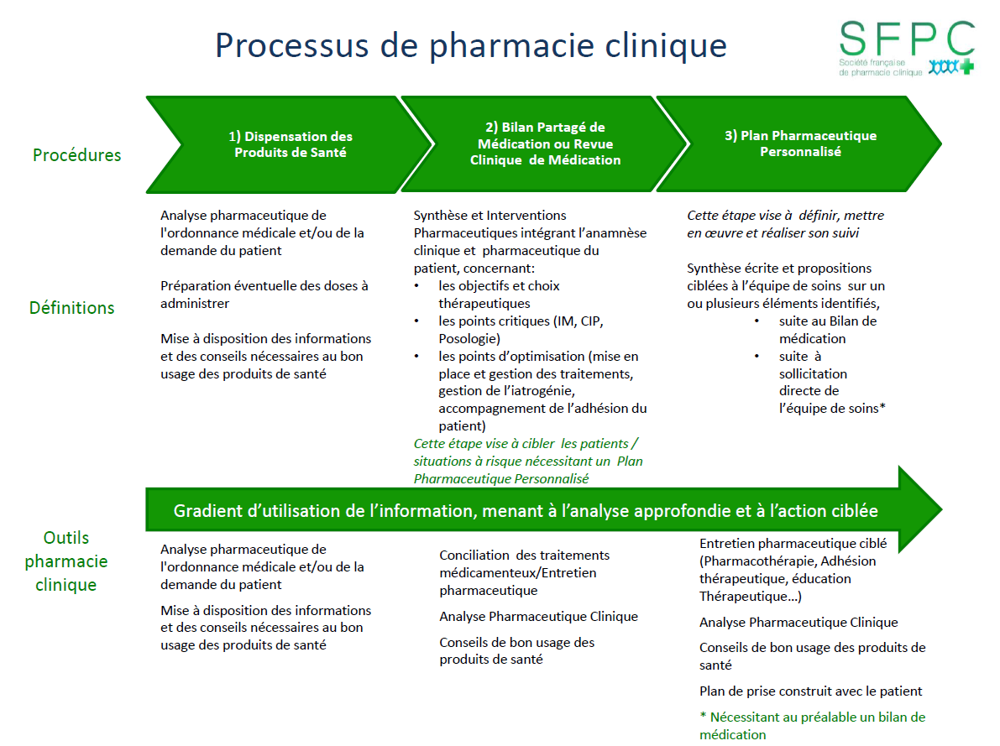 Processus de pharmacie clinique
SFPC
Société française
de pharmacie clinique
Procédures
1) Dispensation des
Produits de Santé
2) Bilan Partagé de
Médication ou Revue
Clinique de Médication
3) Plan Pharmaceutique
Personnalisé
Définitions
Analyse pharmaceutique de
l'ordonnance médicale et/ou de la
demande du patient
Préparation éventuelle des doses à
administrer
Mise à disposition des informations
et des conseils nécessaires au bon
usage des produits de santé
Synthèse et Interventions
Pharmaceutiques intégrant l’anamnèse
clinique et pharmaceutique du
patient, concernant:
• les objectifs et choix
thérapeutiques
• les points critiques (IM, CIP,
Posologie)
• les points d’optimisation (mise en
place et gestion des traitements,
gestion de l’iatrogénie,
accompagnement de l’adhésion du
patient)
Cette étape vise à cibler les patients /
situations à risque nécessitant un Plan
Pharmaceutique Personnalisé
Cette étape vise à définir, mettre
en œuvre et réaliser son suivi
Synthèse écrite et propositions
ciblées à l’équipe de soins sur un
ou plusieurs éléments identifiés,
• suite au Bilan de
médication
• suite à
sollicitation
directe de
l’équipe de soins*
Gradient d’utilisation de l’information, menant à l’analyse approfondie et à l’action ciblée
Outils
pharmacie
clinique
Analyse pharmaceutique de
l'ordonnance médicale et/ou de la
demande du patient
Mise à disposition des informations
et des conseils nécessaires au bon
usage des produits de santé
Conciliation des traitements
médicamenteux/Entretien
pharmaceutique
Analyse Pharmaceutique Clinique
Conseils de bon usage des
produits de santé
Entretien pharmaceutique ciblé
(Pharmacothérapie, Adhésion
thérapeutique, éducation
Thérapeutique…)
Analyse Pharmaceutique Clinique
Conseils de bon usage des produits de
santé
Plan de prise construit avec le patient
* Nécessitant au préalable un bilan de
médication